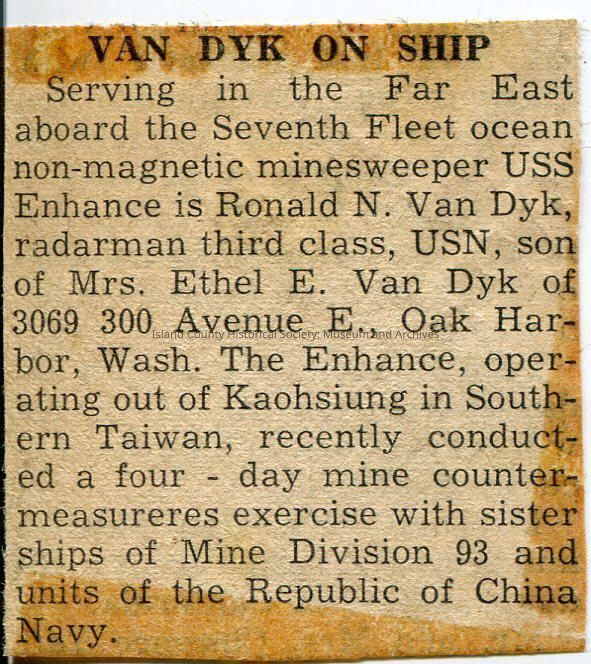 VAN DYK ON SHIP
Serving in the Far East
aboard the Seventh Fleet ocean
non-magnetic minesweeper USS
Enhance is Ronald N. Van Dyk,
radarman third class, USN, son
of Mrs. Ethel E. Van Dyk of
3069 300 Avenue E., Oak Har-
Island County Historical Society: Museum and Archives
bor, Wash. The Enhance, oper-
ating out of Kaohsiung in South-
ern Taiwan, recently conduct-
ed a four - day mine counter-
measureres exercise with sister
ships of Mine Division 93 and
units of the Republic of China
Navy.